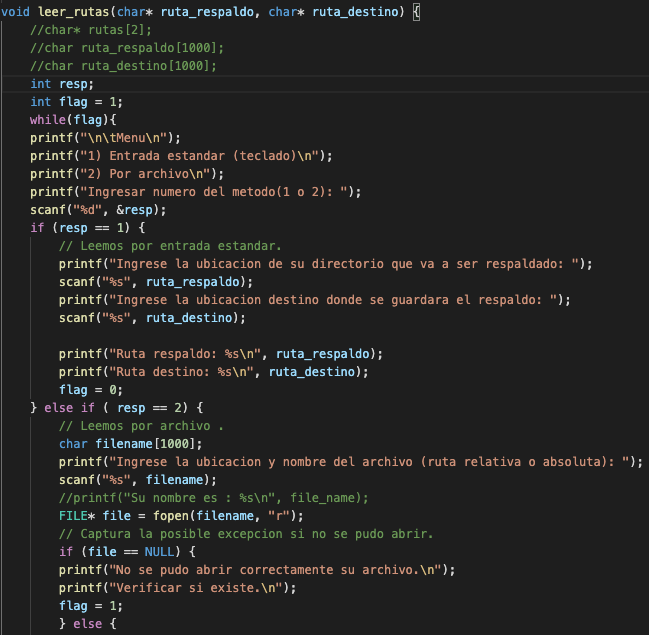 void leer_rutas(char* ruta_respaldo, char* ruta_destino) {
    //char* rutas[2];
    //char ruta_respaldo[1000];
    //char ruta_destino[1000];
    int resp;
    int flag = 1;
    while(flag){
    printf("\n\tMenu\n");
    printf("1) Entrada estandar (teclado)\n");
    printf("2) Por archivo\n");
    printf("Ingresar numero del metodo(1 o 2): ");
    scanf("%d", &resp);
    if (resp == 1) {
        // Leemos por entrada estandar.
        printf("Ingrese la ubicacion de su directorio que va a ser respaldado: ");
        scanf("%s", ruta_respaldo);
        printf("Ingrese la ubicacion destino donde se guardara el respaldo: ");
        scanf("%s", ruta_destino);

        printf("Ruta respaldo: %s\n", ruta_respaldo);
        printf("Ruta destino: %s\n", ruta_destino);
        flag = 0;
    } else if ( resp == 2) {
        // Leemos por archivo .
        char filename[1000];
        printf("Ingrese la ubicacion y nombre del archivo (ruta relativa o absoluta): ");
        scanf("%s", filename);
        //printf("Su nombre es : %s\n", file_name);
        FILE* file = fopen(filename, "r");
        // Captura la posible excepcion si no se pudo abrir.
        if (file == NULL) {
        printf("No se pudo abrir correctamente su archivo.\n");
        printf("Verificar si existe.\n");
        flag = 1;
        } else {